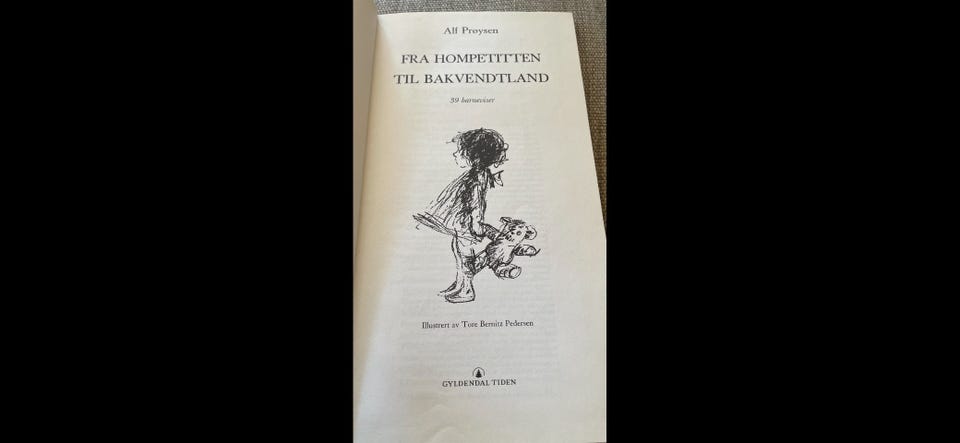 Alf Prøysen
FRA HOMPETITTEN
TIL BAKVENDTLAND
39 barneviser
Illustrert av Tore Bernitz Pedersen
GYLDENDAL TIDEN